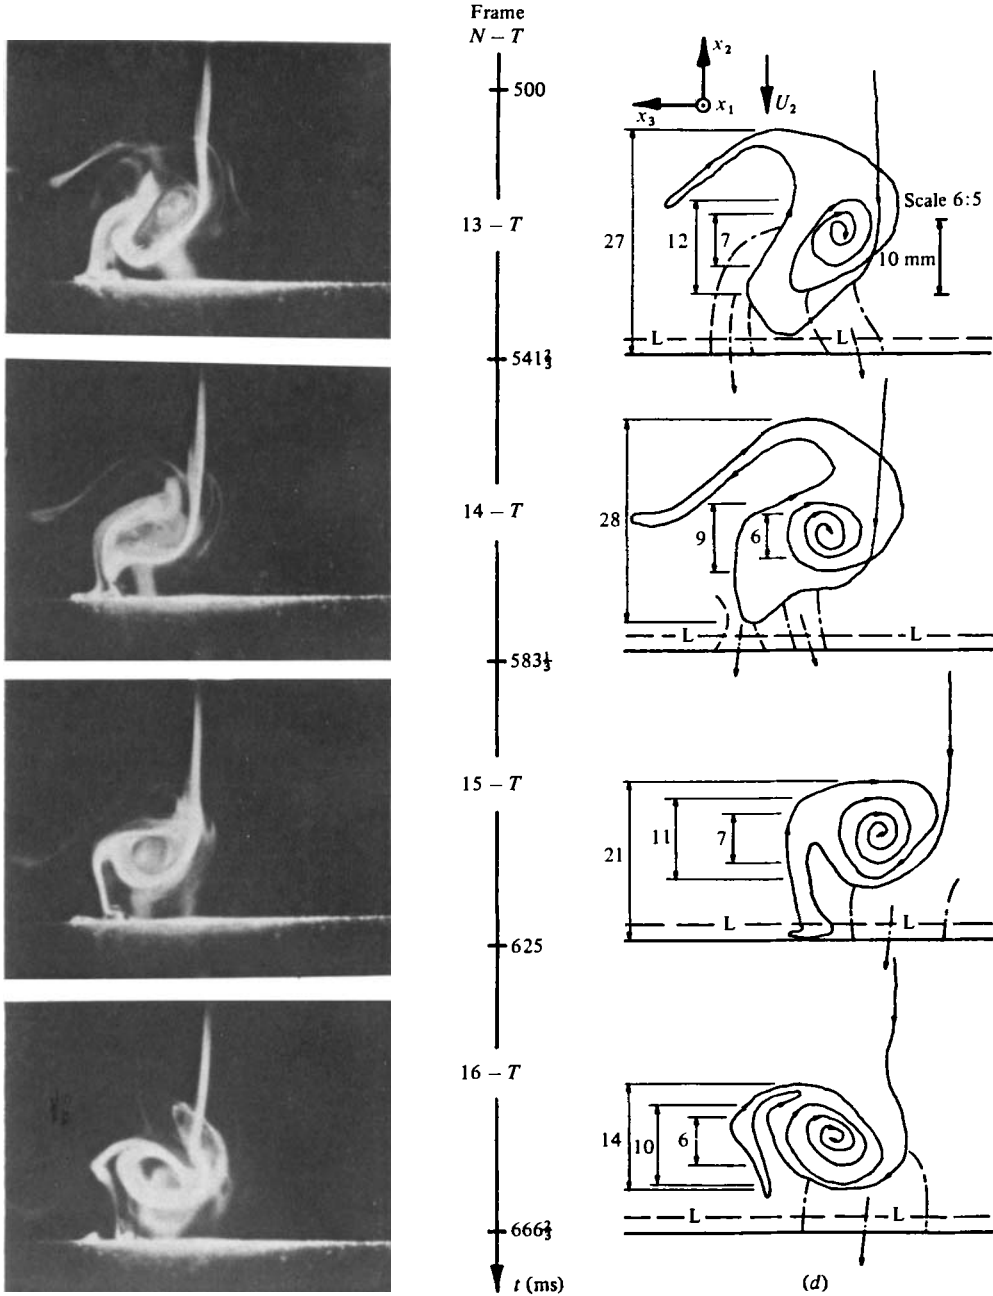 Frame
N – T
500
13 – T
541⅔
14 – T
583⅓
15 – T
625
16 – T
666⅔
t (ms)
x₂
U₂
x₃
x₁
Scale 6:5
10 mm
27
12
7
L
L
28
9
6
L
L
21
11
7
L
L
14
10
6
L
L
(d)